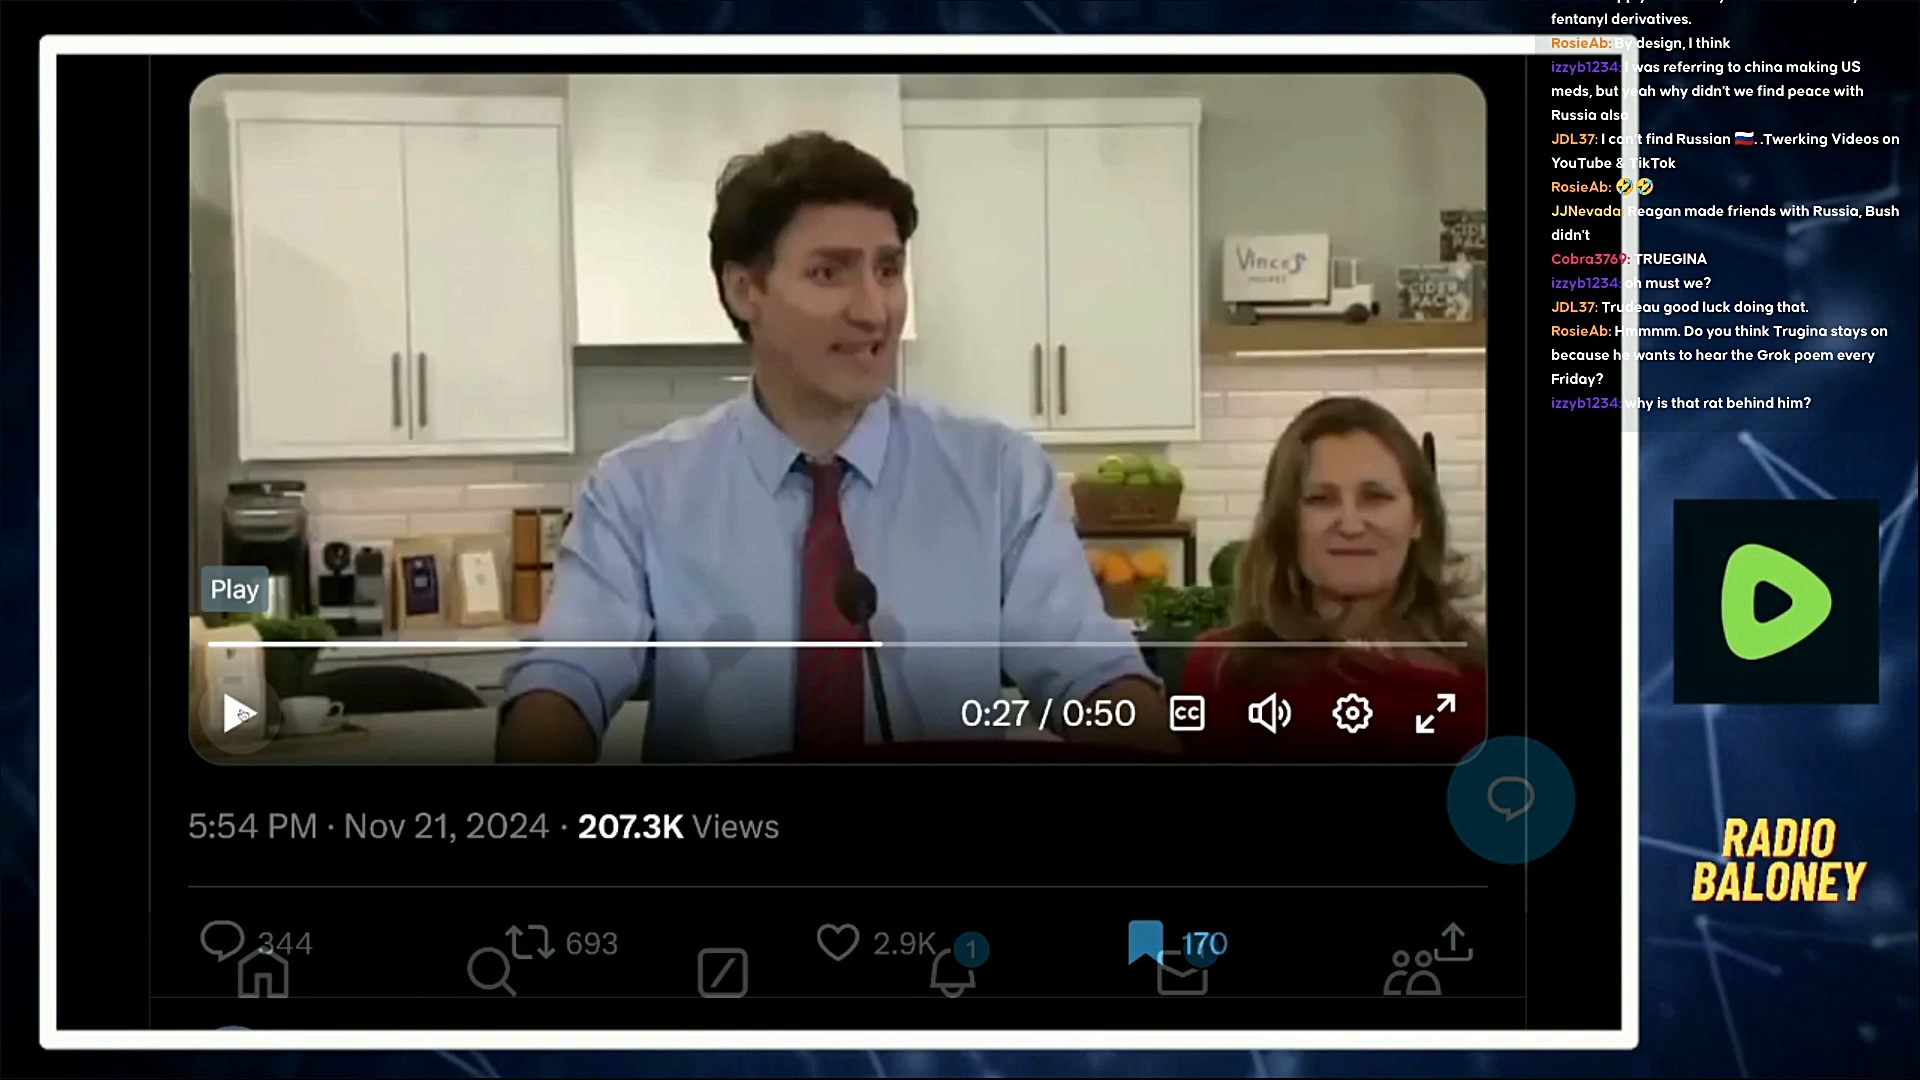 fentanyl derivatives.
RosieAb: By design, I think
izzyb1234: I was referring to china making US
meds, but yeah why didn't we find peace with
Russia also
JDL37: I can't find Russian 🇷🇺..Twerking Videos on
YouTube & TikTok
RosieAb: 🤣🤣
JJNevada: Reagan made friends with Russia, Bush
didn't
Cobra3769: TRUEGINA
izzyb1234: oh must we?
JDL37: Trudeau good luck doing that.
RosieAb: Hmmmm. Do you think Trugina stays on
because he wants to hear the Grok poem every
Friday?
izzyb1234: why is that rat behind him?
Vince's
MARKET
CIDER
PACK
Play
0:27 / 0:50
CC
5:54 PM · Nov 21, 2024 · 207.3K Views
344
693
2.9K
1
170
RADIO
BALONEY